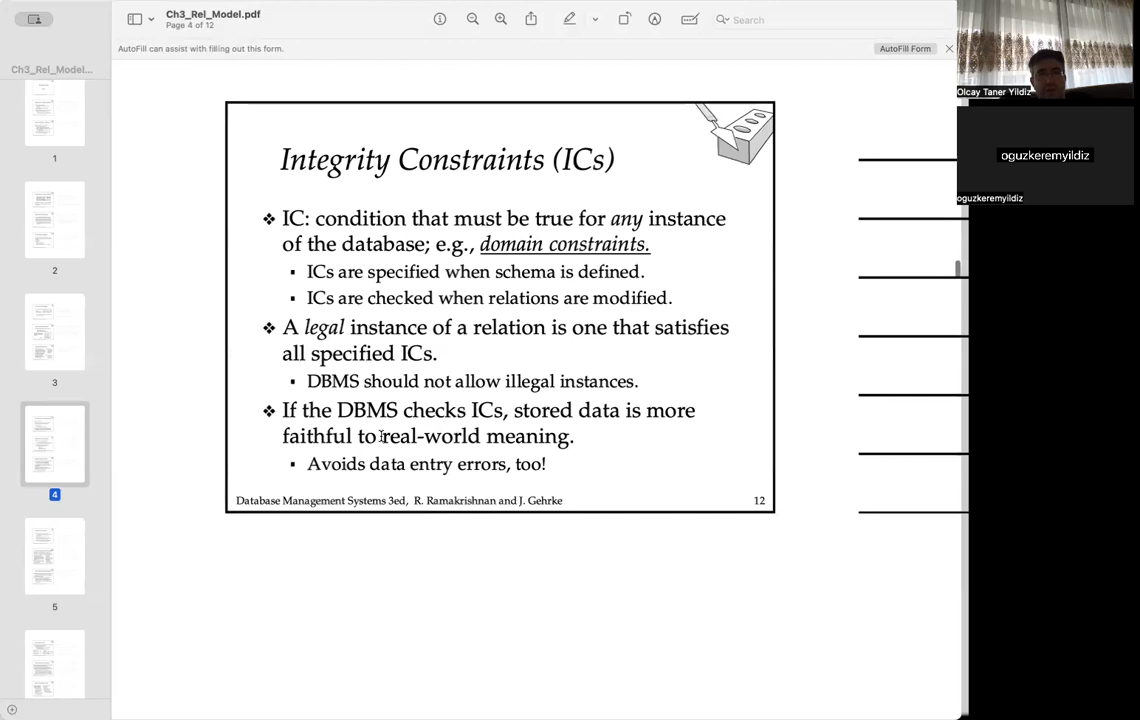 Ch3_Rel_Model.pdf
Page 4 of 12
Search
AutoFill can assist with filling out this form.
AutoFill Form
Ch3_Rel_Model...
1
2
3
4
5
Integrity Constraints (ICs)
❖ IC: condition that must be true for any instance
of the database; e.g., domain constraints.
▪ ICs are specified when schema is defined.
▪ ICs are checked when relations are modified.
❖ A legal instance of a relation is one that satisfies
all specified ICs.
▪ DBMS should not allow illegal instances.
❖ If the DBMS checks ICs, stored data is more
faithful to real-world meaning.
▪ Avoids data entry errors, too!
Database Management Systems 3ed, R. Ramakrishnan and J. Gehrke 12
Olcay Taner Yildiz
oguzkeremyildiz
oguzkeremyildiz